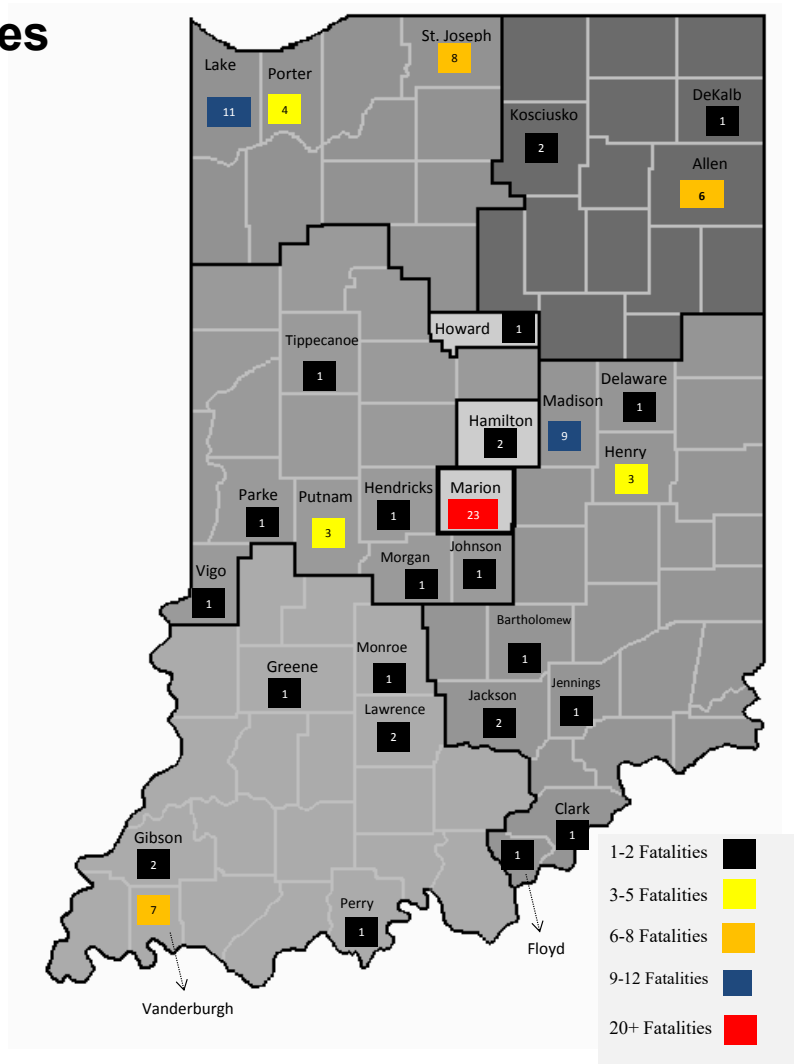 es
St. Joseph
8
Lake
Porter
11
4
DeKalb
1
Kosciusko
2
Allen
6
Howard
1
Tippecanoe
1
Delaware
1
Madison
9
Hamilton
2
Henry
3
Parke
1
Putnam
3
Hendricks
1
Marion
23
Johnson
1
Morgan
1
Vigo
1
Bartholomew
1
Monroe
1
Greene
1
Jennings
1
Jackson
2
Lawrence
2
Clark
1
Gibson
2
1
7
Perry
1
Floyd
Vanderburgh
1-2 Fatalities
3-5 Fatalities
6-8 Fatalities
9-12 Fatalities
20+ Fatalities